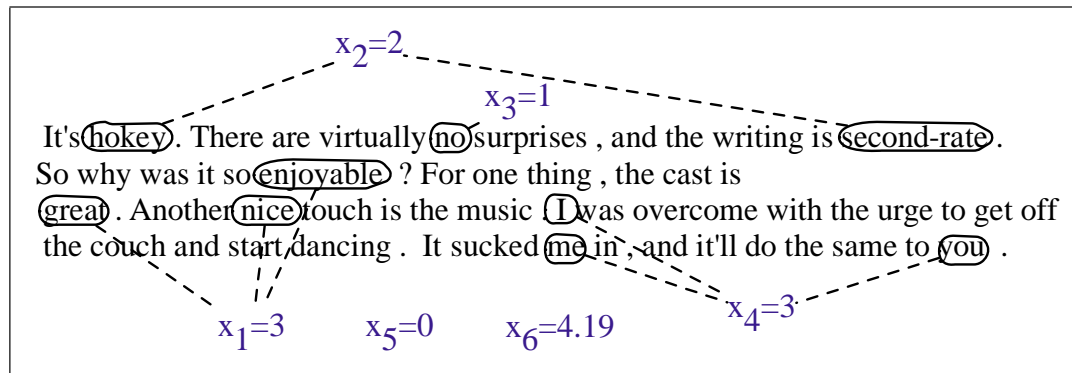 x2=2
x3=1
It's hokey . There are virtually no surprises , and the writing is second-rate .
So why was it so enjoyable ? For one thing , the cast is
great . Another nice touch is the music . I was overcome with the urge to get off
the couch and start dancing . It sucked me in , and it'll do the same to you .
x1=3 x5=0 x6=4.19 x4=3